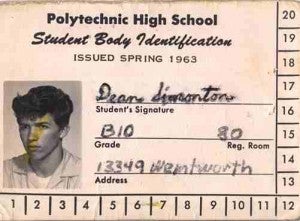 Polytechnic High School
Student Body Identification
ISSUED SPRING 1963
Dean Simonton
Student's Signature
B10 80
Grade Reg. Room
13349 Wentworth
Address
20
19
18
17
16
15
14
13
1 2 3 4 5 6 7 8 9 10 11 12